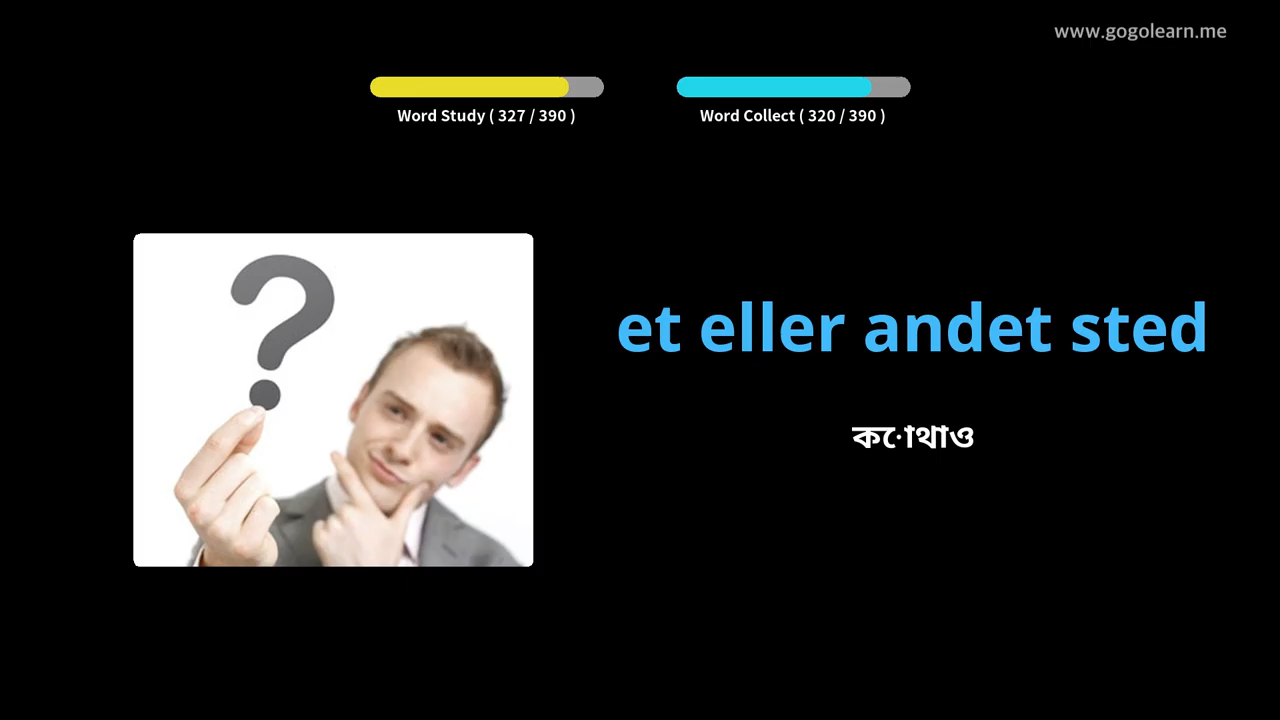 www.gogolearn.me
Word Study ( 327 / 390 )
Word Collect ( 320 / 390 )
?
et eller andet sted
কোথাও